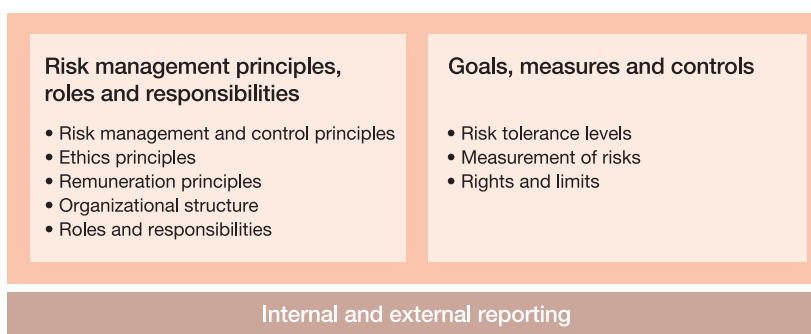 Risk management principles,
roles and responsibilities
• Risk management and control principles
• Ethics principles
• Remuneration principles
• Organizational structure
• Roles and responsibilities
Goals, measures and controls
• Risk tolerance levels
• Measurement of risks
• Rights and limits
Internal and external reporting